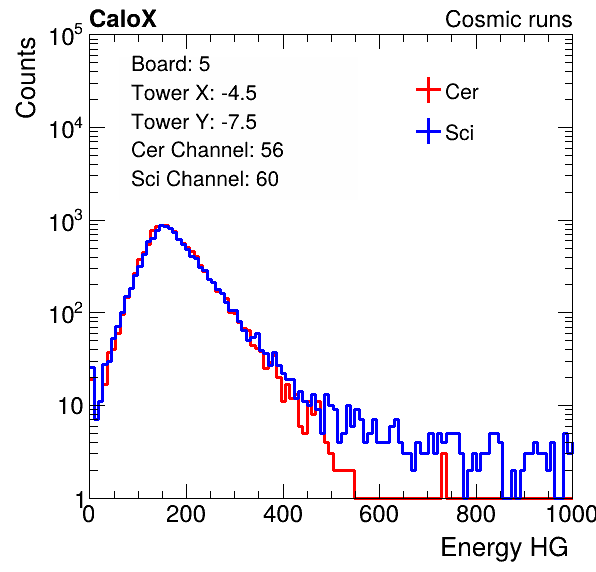 CaloX Cosmic runs
Counts
10^5
10^4
10^3
10^2
10
1
Board: 5
Tower X: -4.5
Tower Y: -7.5
Cer Channel: 56
Sci Channel: 60
Cer
Sci
0 200 400 600 800 1000
Energy HG